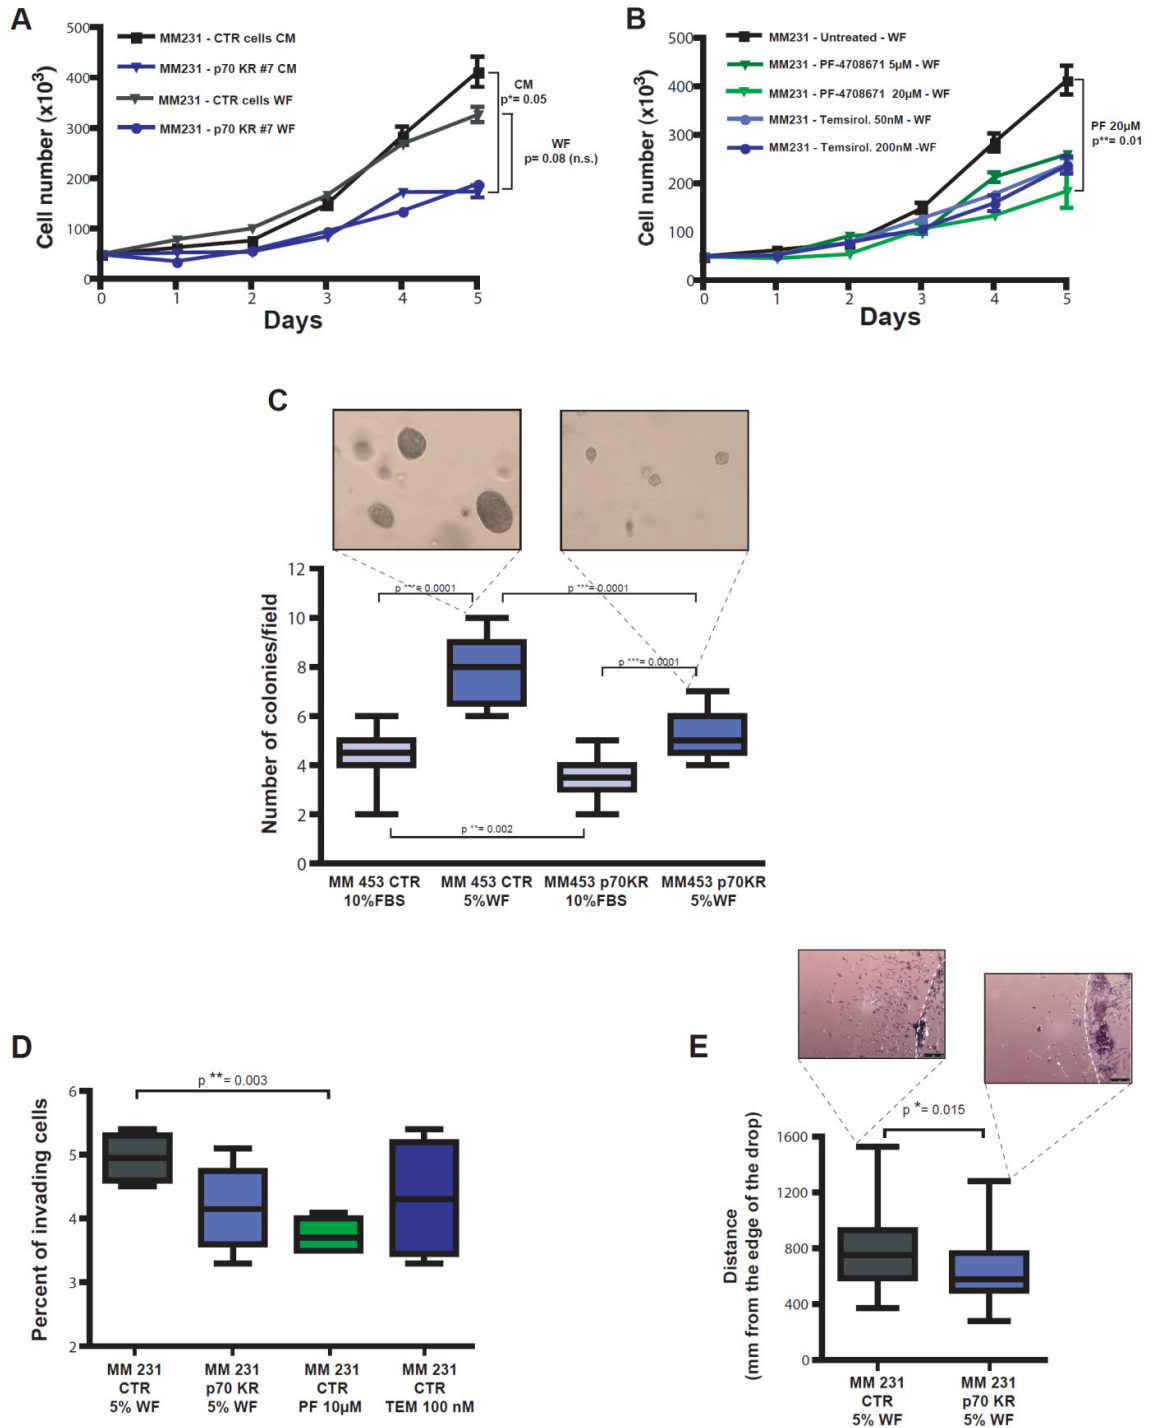 A
500
400
300
200
100
0
Cell number (x10³)
0 1 2 3 4 5
Days
MM231 - CTR cells CM
MM231 - p70 KR #7 CM
MM231 - CTR cells WF
MM231 - p70 KR #7 WF
CM
p*= 0.05
WF
p= 0.08 (n.s.)
B
500
400
300
200
100
0
Cell number (x10³)
0 1 2 3 4 5
Days
MM231 - Untreated - WF
MM231 - PF-4708671 5µM - WF
MM231 - PF-4708671 20µM - WF
MM231 - Temsirol. 50nM - WF
MM231 - Temsirol. 200nM -WF
PF 20µM
p**= 0.01
C
12
10
8
6
4
2
0
Number of colonies/field
p ***= 0.0001
p ***= 0.0001
p ***= 0.0001
p **= 0.002
MM 453 CTR
10%FBS
MM 453 CTR
5%WF
MM453 p70KR
10%FBS
MM453 p70KR
5%WF
D
6
5
4
3
2
Percent of invading cells
p **= 0.003
MM 231
CTR
5% WF
MM 231
p70 KR
5% WF
MM 231
CTR
PF 10µM
MM 231
CTR
TEM 100 nM
E
1600
1200
800
400
0
Distance
(mm from the edge of the drop)
p *= 0.015
MM 231
CTR
5% WF
MM 231
p70 KR
5% WF